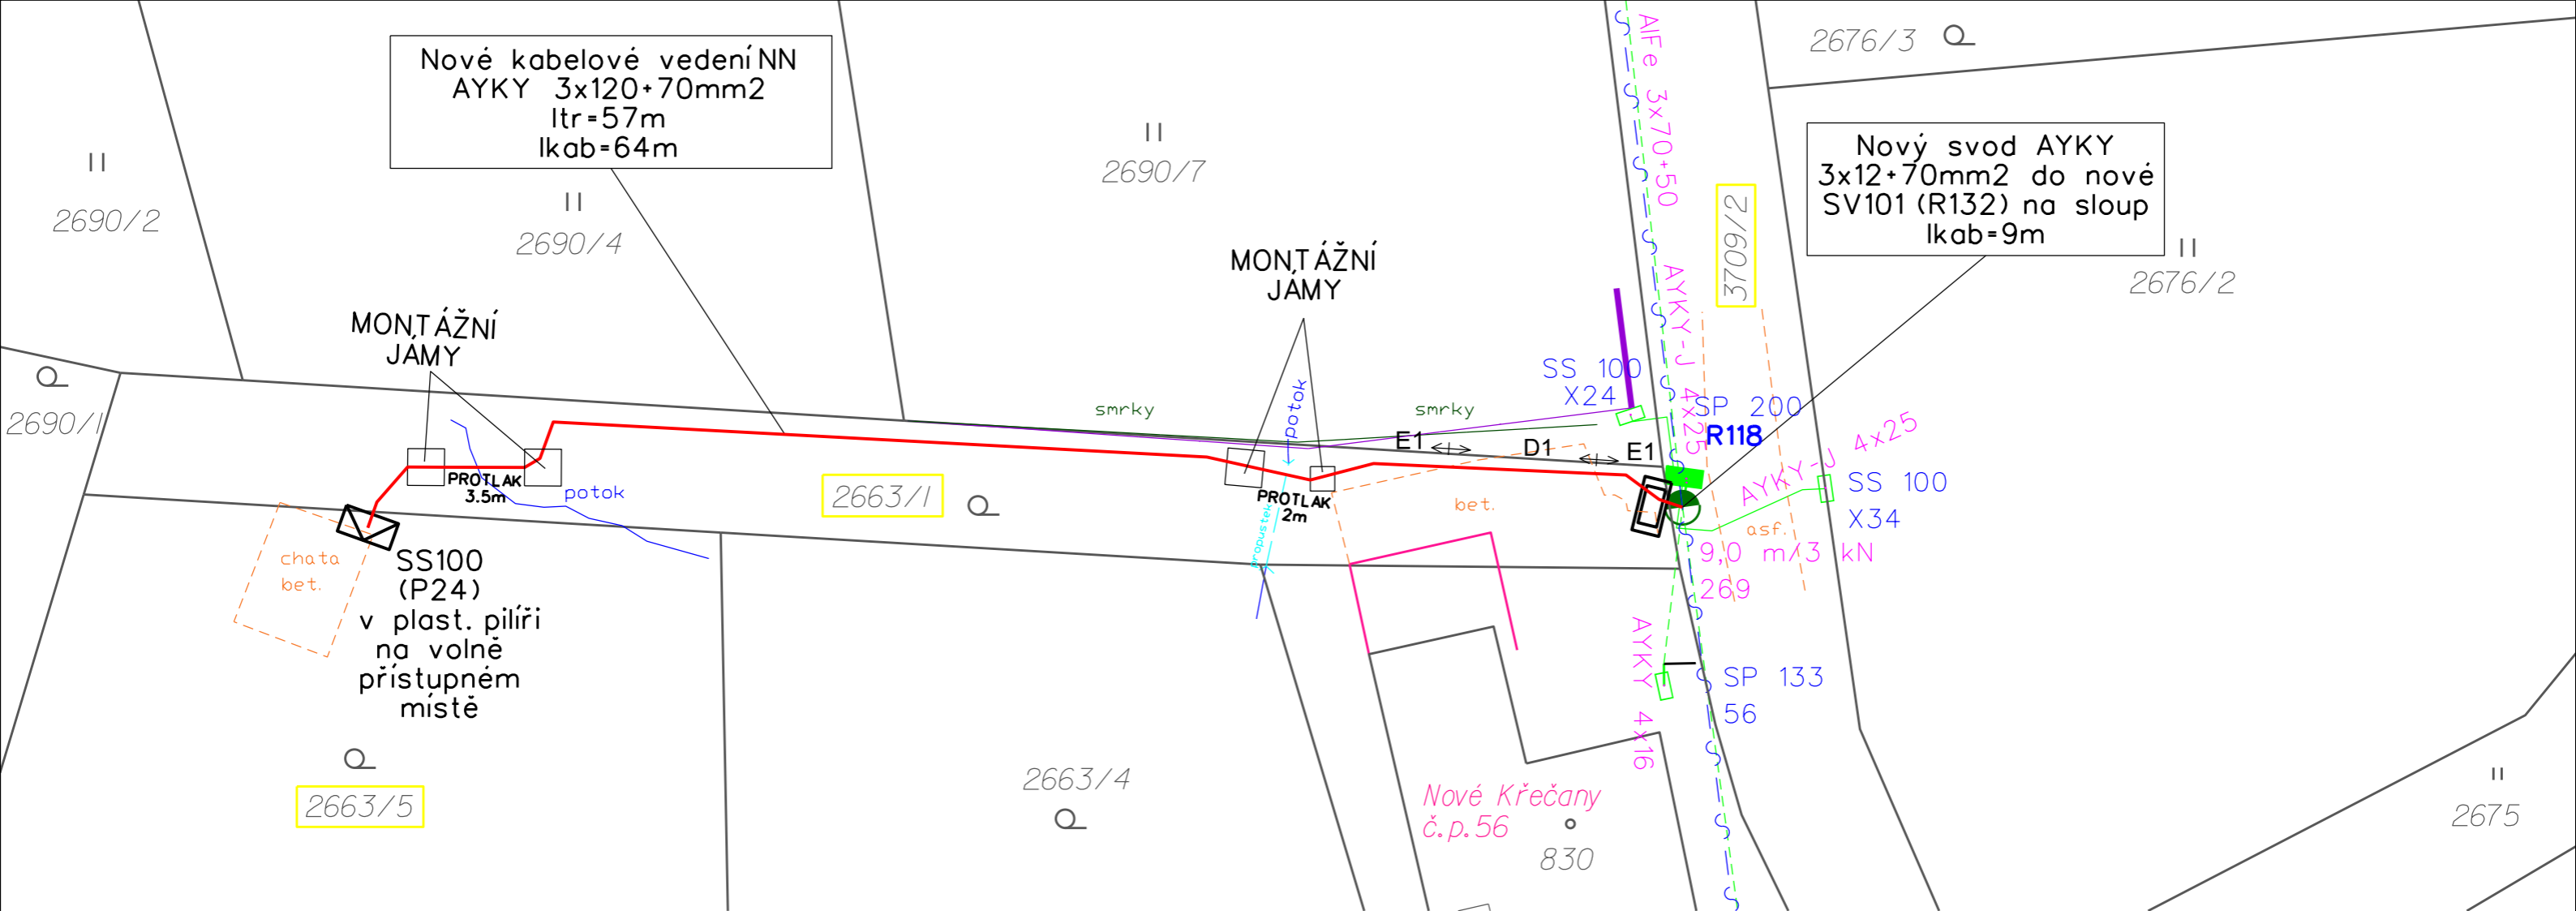 Nové kabelové vedení NN
AYKY 3x120+70mm2
ltr=57m
lkab=64m
2676/3
AlFe 3x70+50
Nový svod AYKY
3x12+70mm2 do nové
SV101 (R132) na sloup
lkab=9m
2690/2
2690/4
2690/7
3709/2
2676/2
MONTÁŽNÍ
JÁMY
MONTÁŽNÍ
JÁMY
AYKY-J 4x25
SS 100
X24
SP 200
R118
2690/1
smrky
potok
smrky
E1
D1
E1
AYKY-J 4x25
SS 100
X34
PROTLAK
3.5m
potok
2663/1
PROTLAK
2m
propustek
bet.
asf.
9,0 m/3 kN
269
chata
bet.
SS100
(P24)
v plast. pilíři
na volně
přístupném
místě
AYKY 4x16
SP 133
56
2663/5
2663/4
Nové Křečany
č.p.56
830
2675